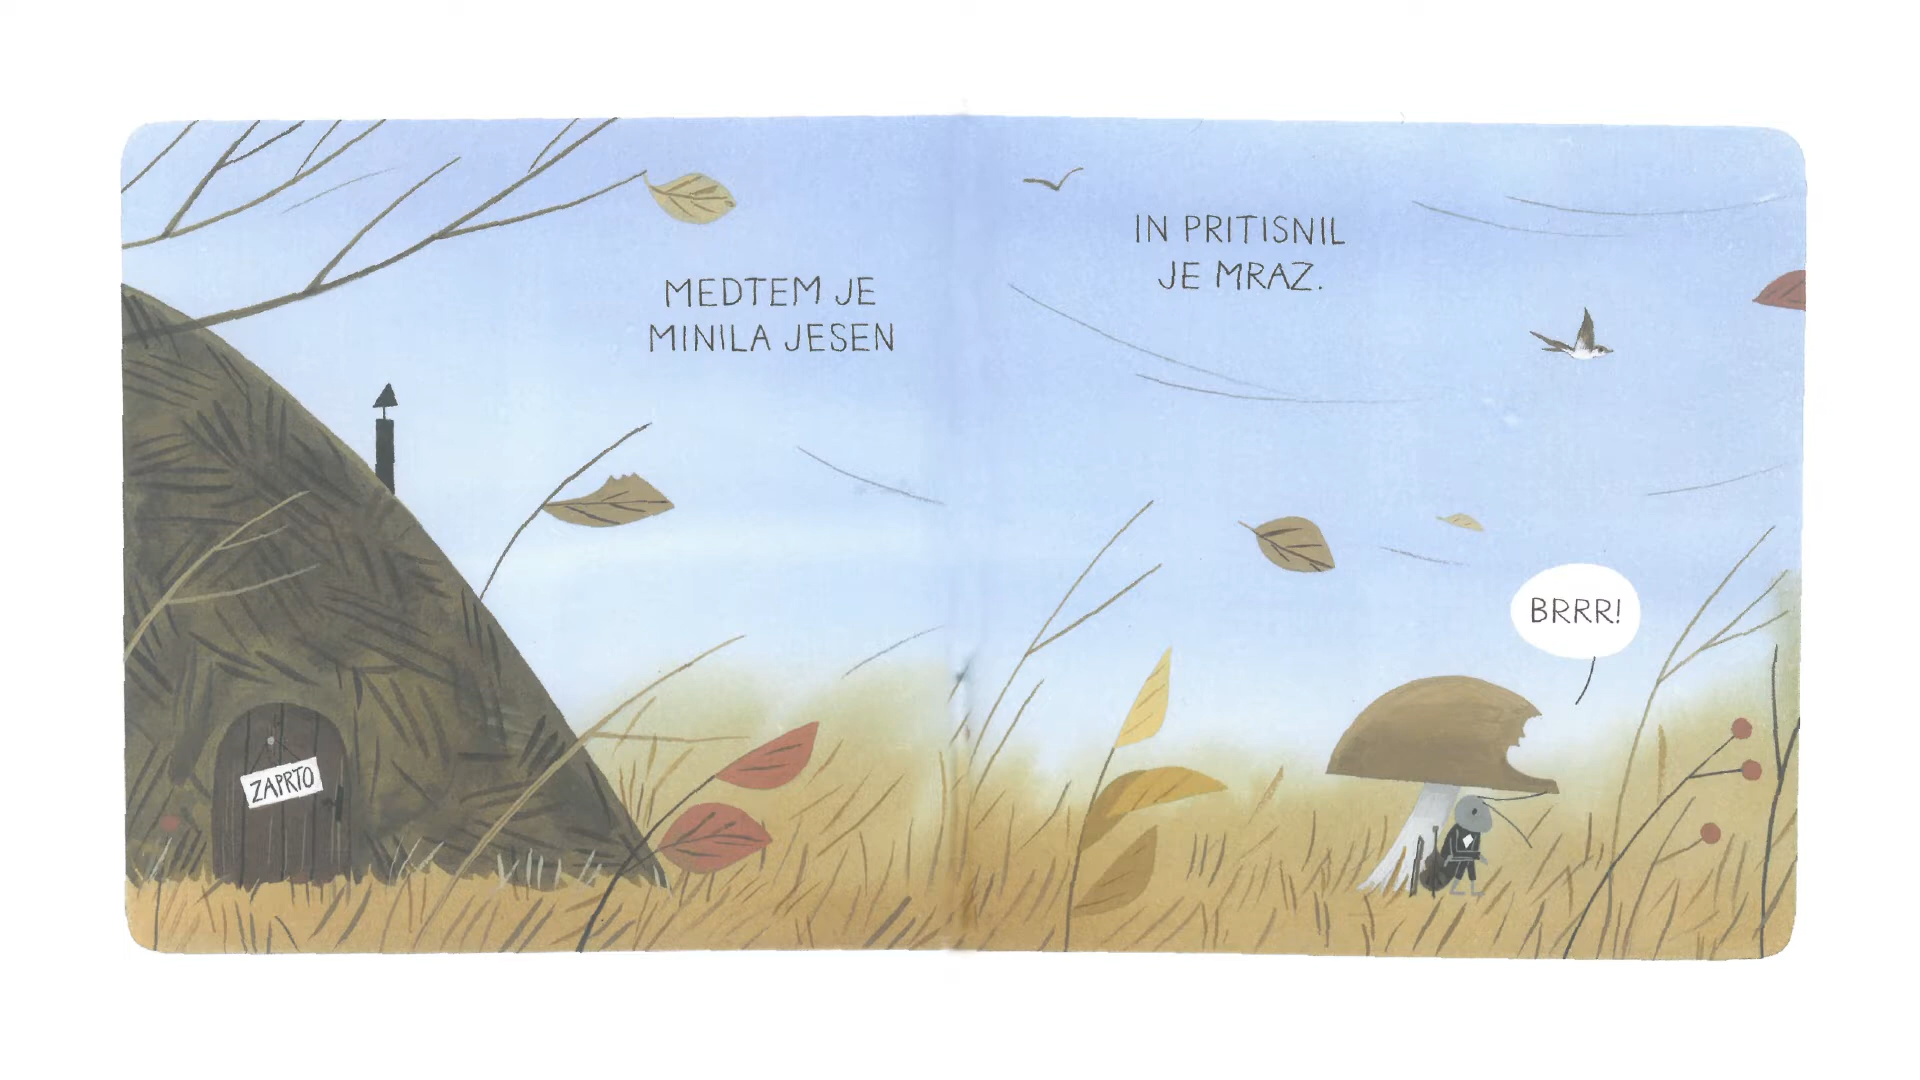 MEDTEM JE
MINILA JESEN
IN PRITISNIL
JE MRAZ.
BRRR!
ZAPRTO